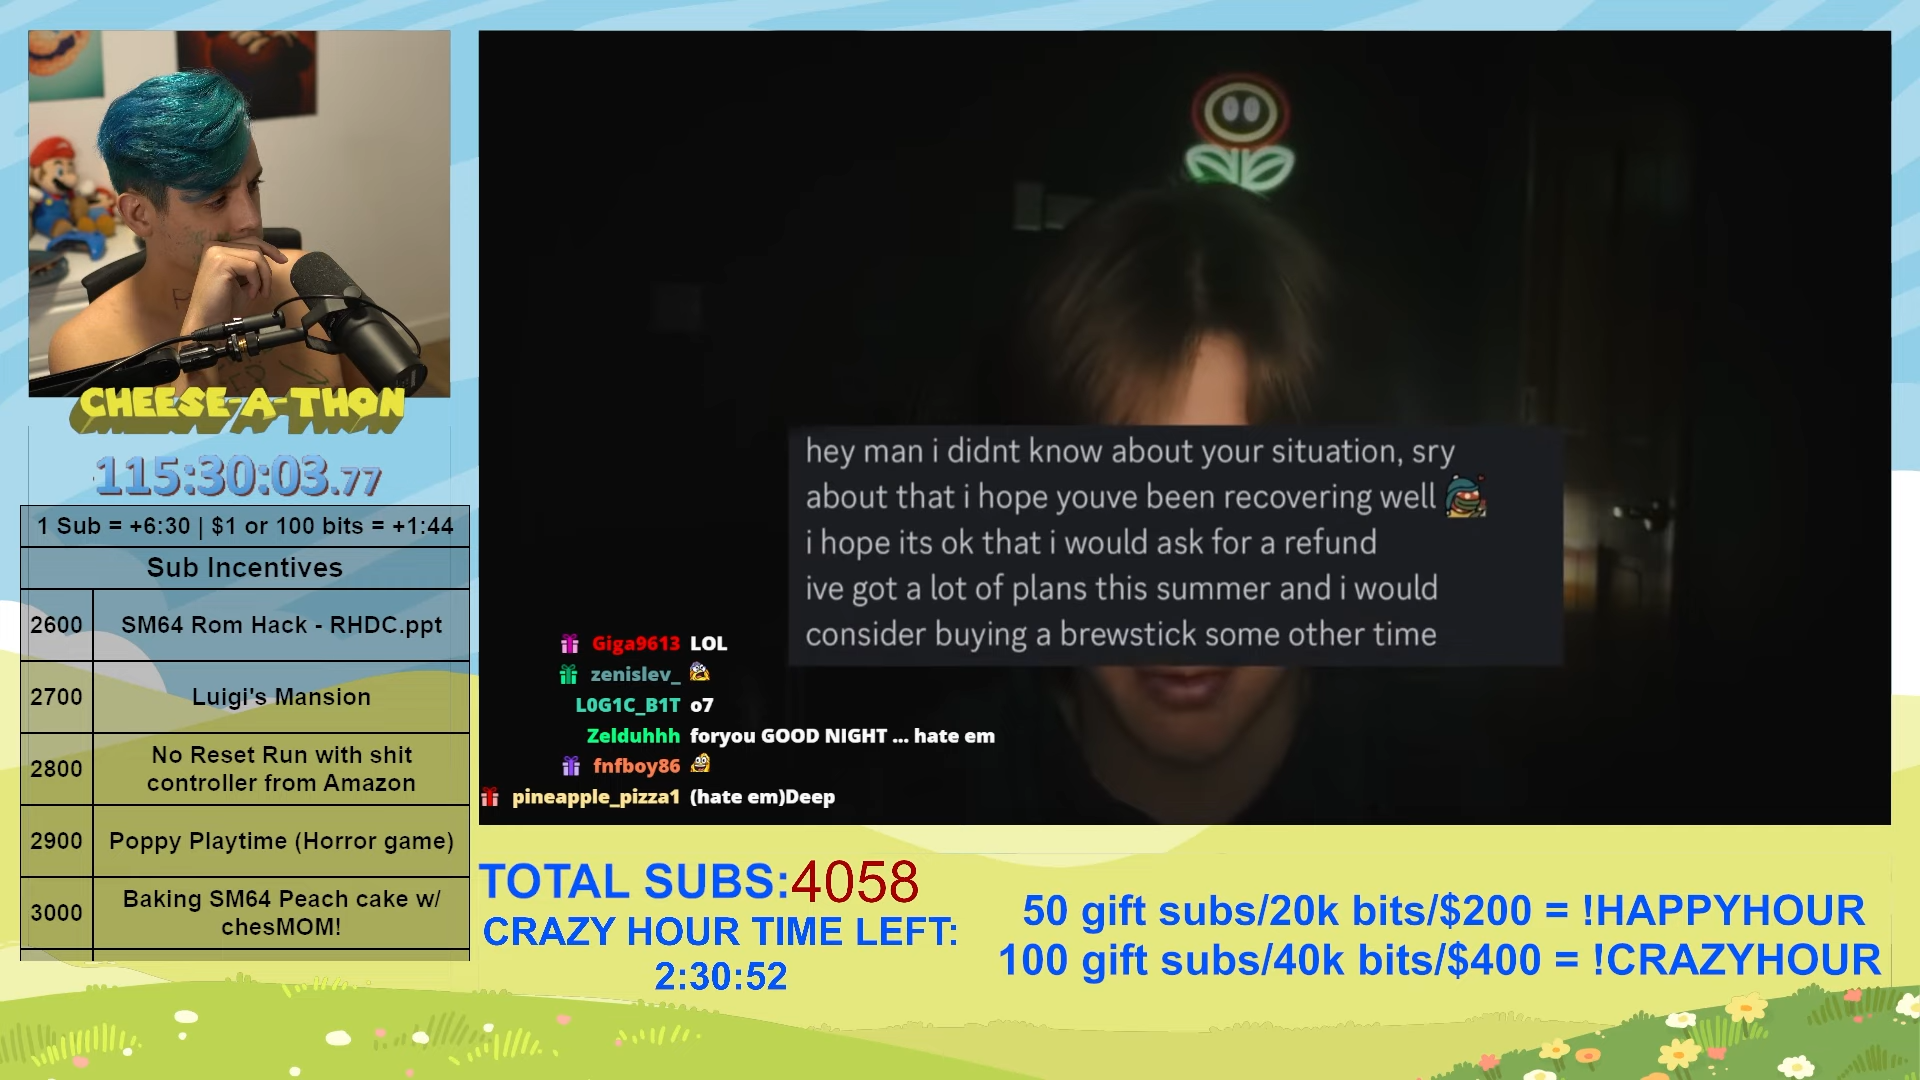 CHEESE-A-THON
115:30:03.77
1 Sub = +6:30 | $1 or 100 bits = +1:44
Sub Incentives
2600 SM64 Rom Hack - RHDC.ppt
2700 Luigi's Mansion
2800 No Reset Run with shit
controller from Amazon
2900 Poppy Playtime (Horror game)
3000 Baking SM64 Peach cake w/
chesMOM!
hey man i didnt know about your situation, sry
about that i hope youve been recovering well
i hope its ok that i would ask for a refund
ive got a lot of plans this summer and i would
consider buying a brewstick some other time
Giga9613 LOL
zenislev_
L0G1C_B1T o7
Zelduhhh foryou GOOD NIGHT ... hate em
fnfboy86
pineapple_pizza1 (hate em)Deep
TOTAL SUBS:4058
CRAZY HOUR TIME LEFT:
2:30:52
50 gift subs/20k bits/$200 = !HAPPYHOUR
100 gift subs/40k bits/$400 = !CRAZYHOUR